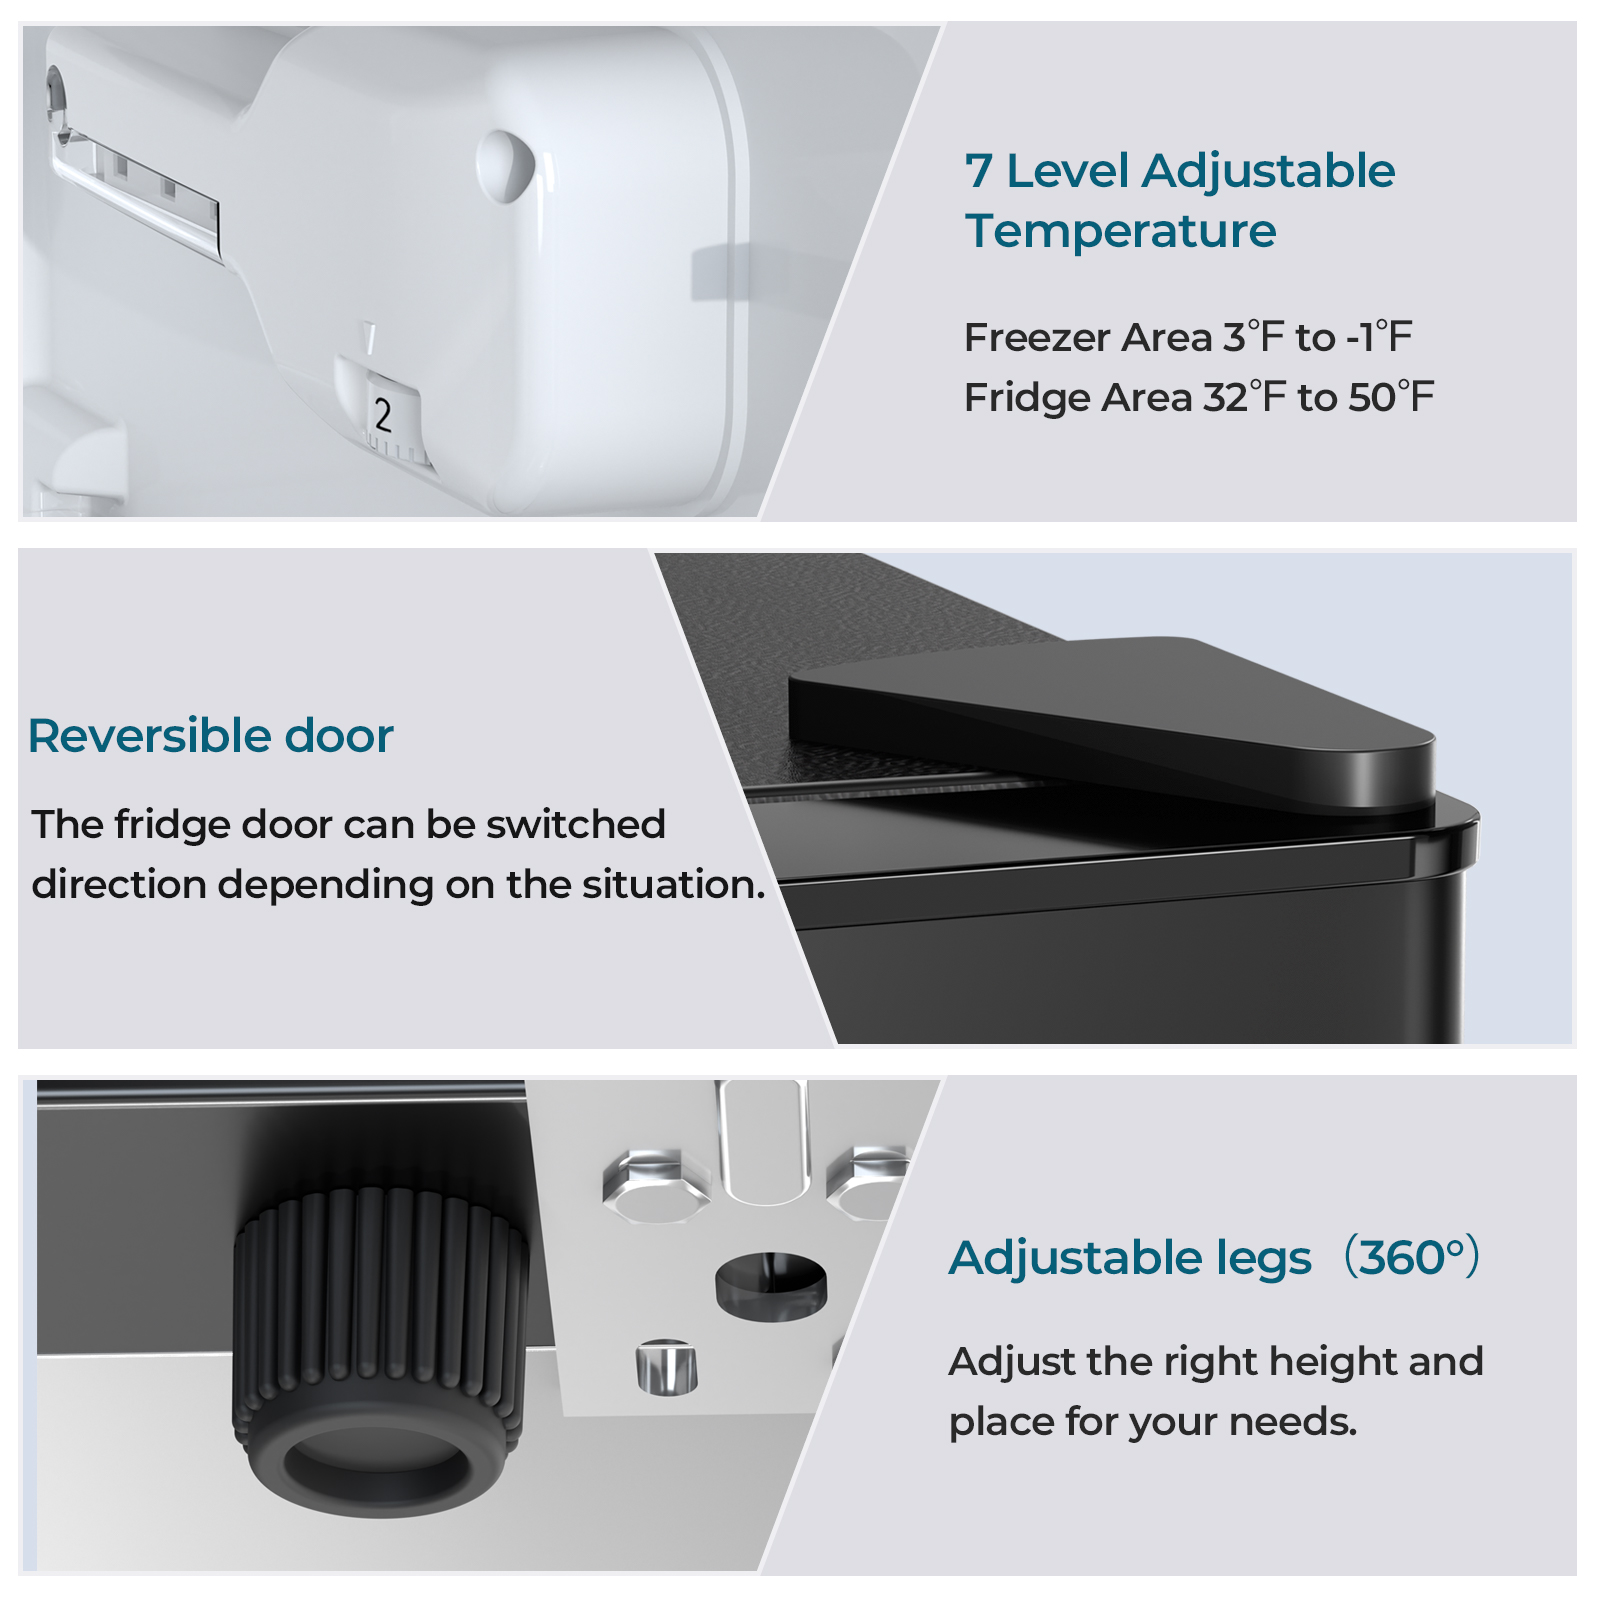 7 Level Adjustable
Temperature
Freezer Area 3℉ to -1℉
Fridge Area 32℉ to 50℉
2
Reversible door
The fridge door can be switched
direction depending on the situation.
Adjustable legs（360°）
Adjust the right height and
place for your needs.